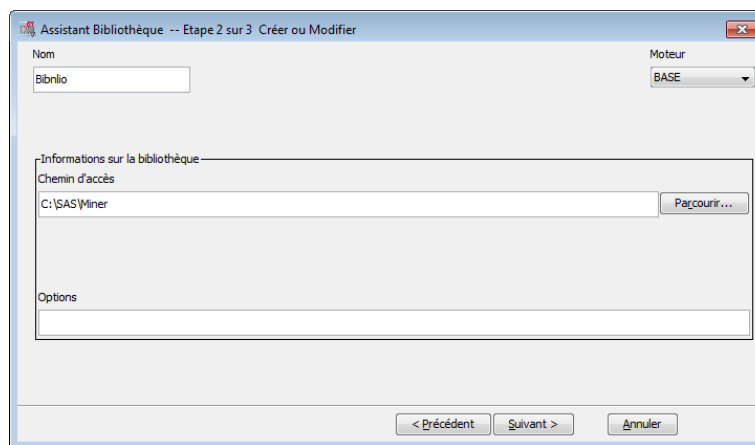 Assistant Bibliothèque -- Etape 2 sur 3 Créer ou Modifier
Nom
Moteur
Bibnlio
BASE
Informations sur la bibliothèque
Chemin d'accès
C:\SAS\Miner
Parcourir...
Options
< Précédent
Suivant >
Annuler